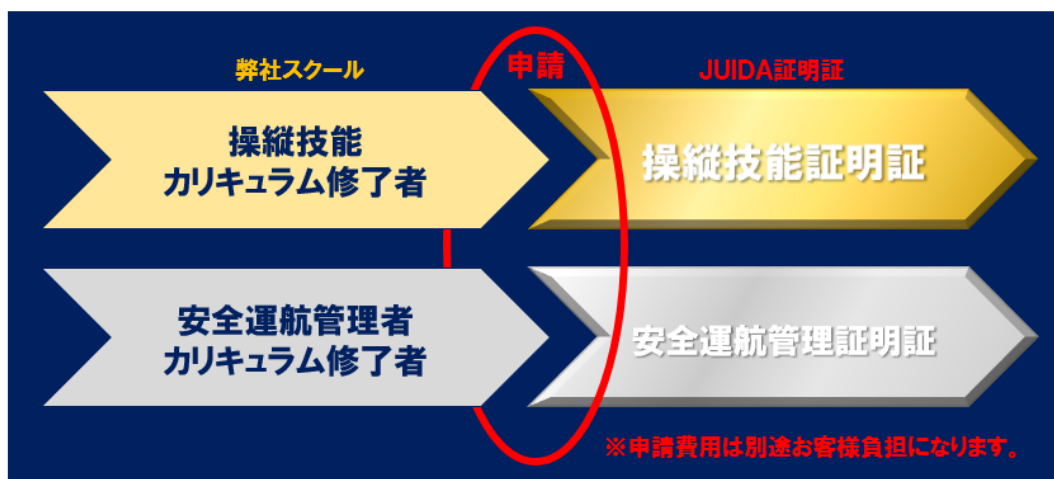 弊社スクール
申請
JUIDA証明証
操縦技能
カリキュラム修了者
操縦技能証明証
安全運航管理者
カリキュラム修了者
安全運航管理証明証
※申請費用は別途お客様負担になります。